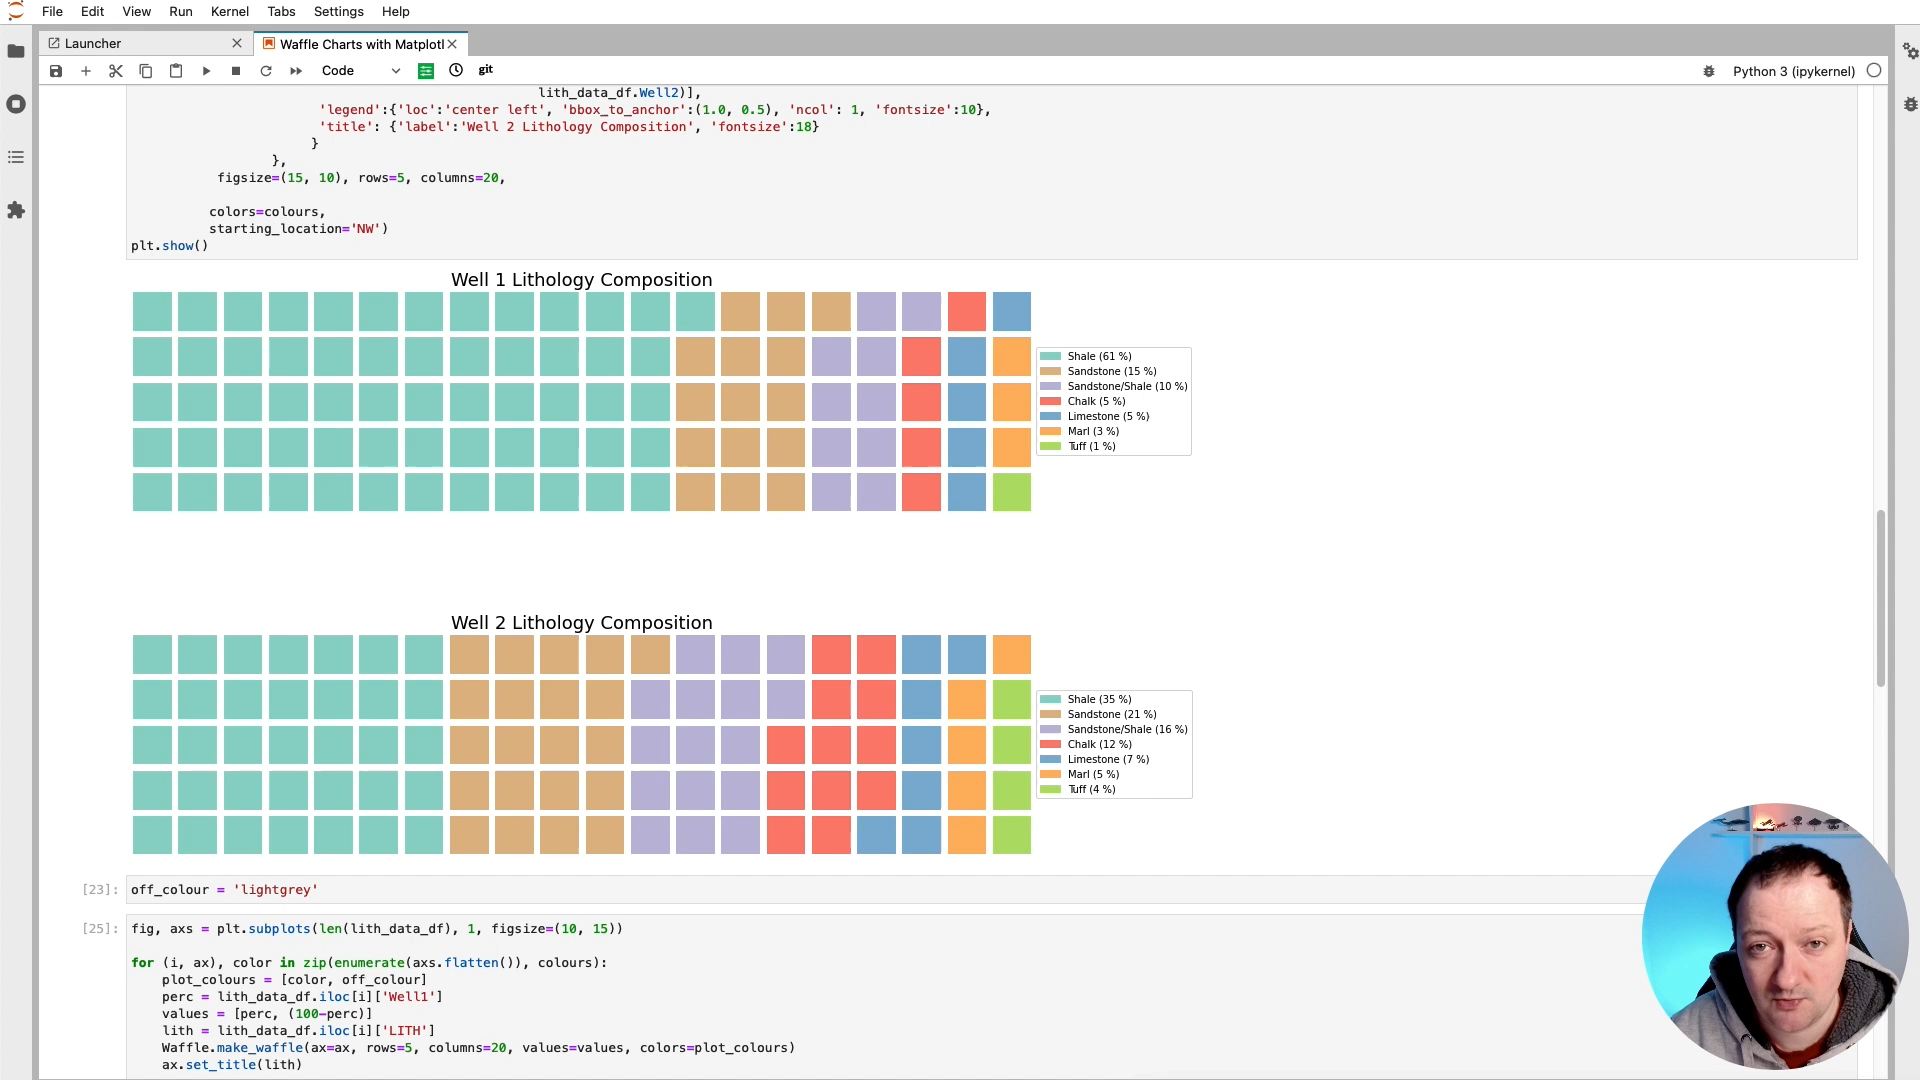 File Edit View Run Kernel Tabs Settings Help
Launcher Waffle Charts with Matplotl
Code git Python 3 (ipykernel)
lith_data_df.Well2)],
'legend':{'loc':'center left', 'bbox_to_anchor':(1.0, 0.5), 'ncol': 1, 'fontsize':10},
'title': {'label':'Well 2 Lithology Composition', 'fontsize':18}
}
},
figsize=(15, 10), rows=5, columns=20,
colors=colours,
starting_location='NW')
plt.show()
Well 1 Lithology Composition
Shale (61 %)
Sandstone (15 %)
Sandstone/Shale (10 %)
Chalk (5 %)
Limestone (5 %)
Marl (3 %)
Tuff (1 %)
Well 2 Lithology Composition
Shale (35 %)
Sandstone (21 %)
Sandstone/Shale (16 %)
Chalk (12 %)
Limestone (7 %)
Marl (5 %)
Tuff (4 %)
[23]: off_colour = 'lightgrey'
[25]: fig, axs = plt.subplots(len(lith_data_df), 1, figsize=(10, 15))
for (i, ax), color in zip(enumerate(axs.flatten()), colours):
plot_colours = [color, off_colour]
perc = lith_data_df.iloc[i]['Well1']
values = [perc, (100-perc)]
lith = lith_data_df.iloc[i]['LITH']
Waffle.make_waffle(ax=ax, rows=5, columns=20, values=values, colors=plot_colours)
ax.set_title(lith)